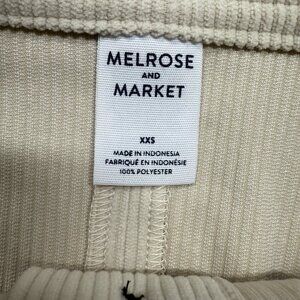 MELROSE
AND
MARKET
XXS
MADE IN INDONESIA
FABRIQUÉ EN INDONÉSIE
100% POLYESTER